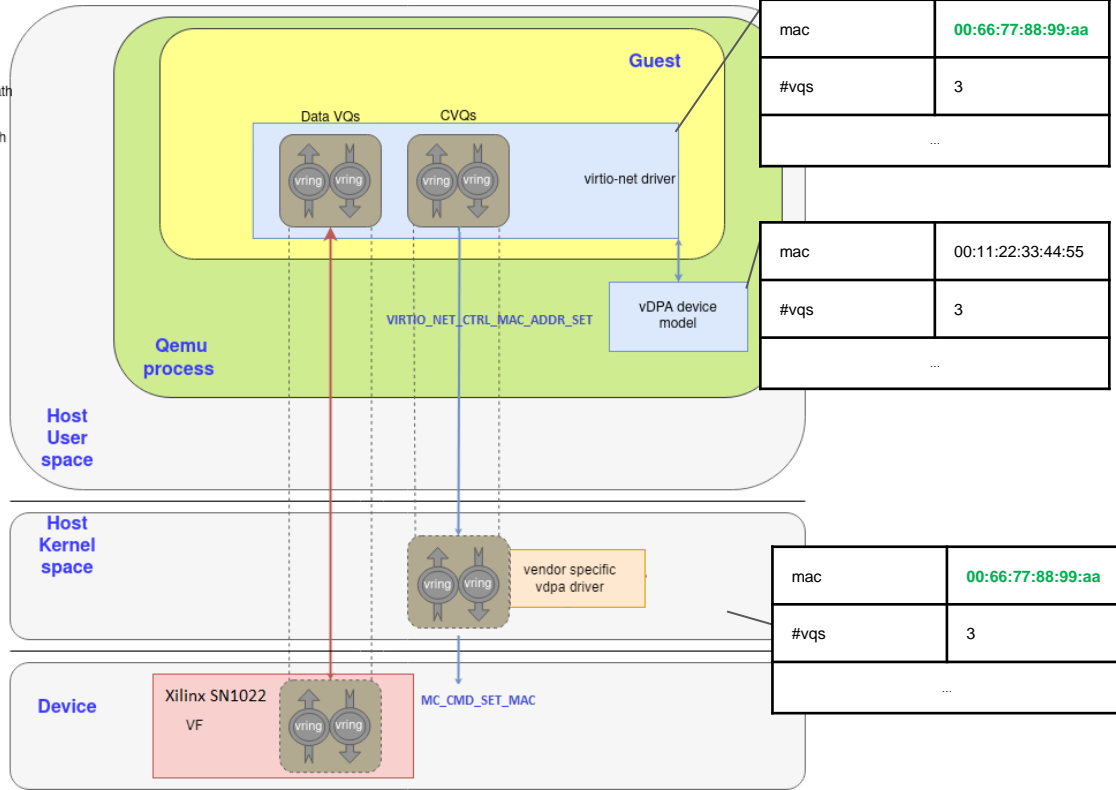 mac 00:66:77:88:99:aa
#vqs 3
...
Guest
Data VQs CVQs
vring vring vring vring
virtio-net driver
mac 00:11:22:33:44:55
#vqs 3
...
vDPA device
model
VIRTIO_NET_CTRL_MAC_ADDR_SET
Qemu
process
Host
User
space
Host
Kernel
space
vring vring
vendor specific
vdpa driver
mac 00:66:77:88:99:aa
#vqs 3
...
Device
Xilinx SN1022
VF
vring vring
MC_CMD_SET_MAC